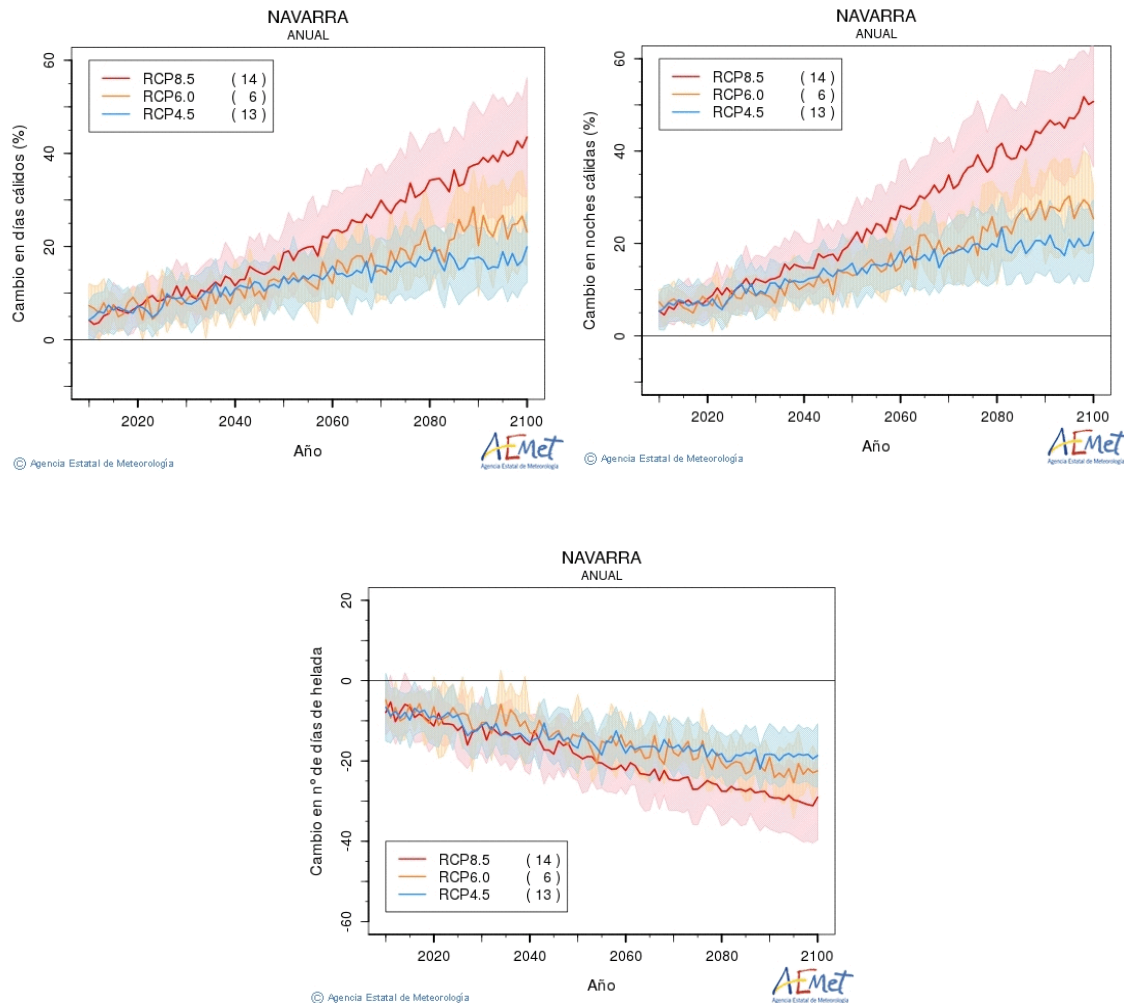 NAVARRA
ANUAL
Cambio en días cálidos (%)
60
40
20
0
RCP8.5 ( 14 )
RCP6.0 ( 6 )
RCP4.5 ( 13 )
2020 2040 2060 2080 2100
Año
© Agencia Estatal de Meteorología
AEMet
Agencia Estatal de Meteorología
NAVARRA
ANUAL
Cambio en noches cálidas (%)
60
40
20
0
RCP8.5 ( 14 )
RCP6.0 ( 6 )
RCP4.5 ( 13 )
2020 2040 2060 2080 2100
Año
© Agencia Estatal de Meteorología
AEMet
Agencia Estatal de Meteorología
NAVARRA
ANUAL
Cambio en nº de días de helada
20
0
-20
-40
-60
RCP8.5 ( 14 )
RCP6.0 ( 6 )
RCP4.5 ( 13 )
2020 2040 2060 2080 2100
Año
© Agencia Estatal de Meteorología
AEMet
Agencia Estatal de Meteorología